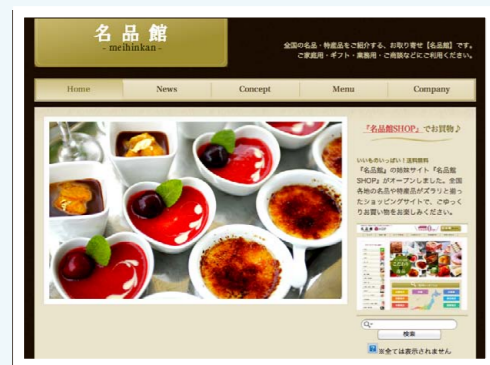 名品館
- meihinkan -
全国の名品・特産品をご紹介する、お取り寄せ【名品館】です。
ご家庭用・ギフト・業務用・ご商談などにご利用ください。
Home
News
Concept
Menu
Company
『名品館SHOP』でお買物♪
いいものいっぱい!送料無料
『名品館』の姉妹サイト『名品館
SHOP』がオープンしました。全国
各地の名品や特産品がズラリと揃っ
たショッピングサイトで、ごゆっく
りお買い物をお楽しみください。
検索
※全ては表示されません